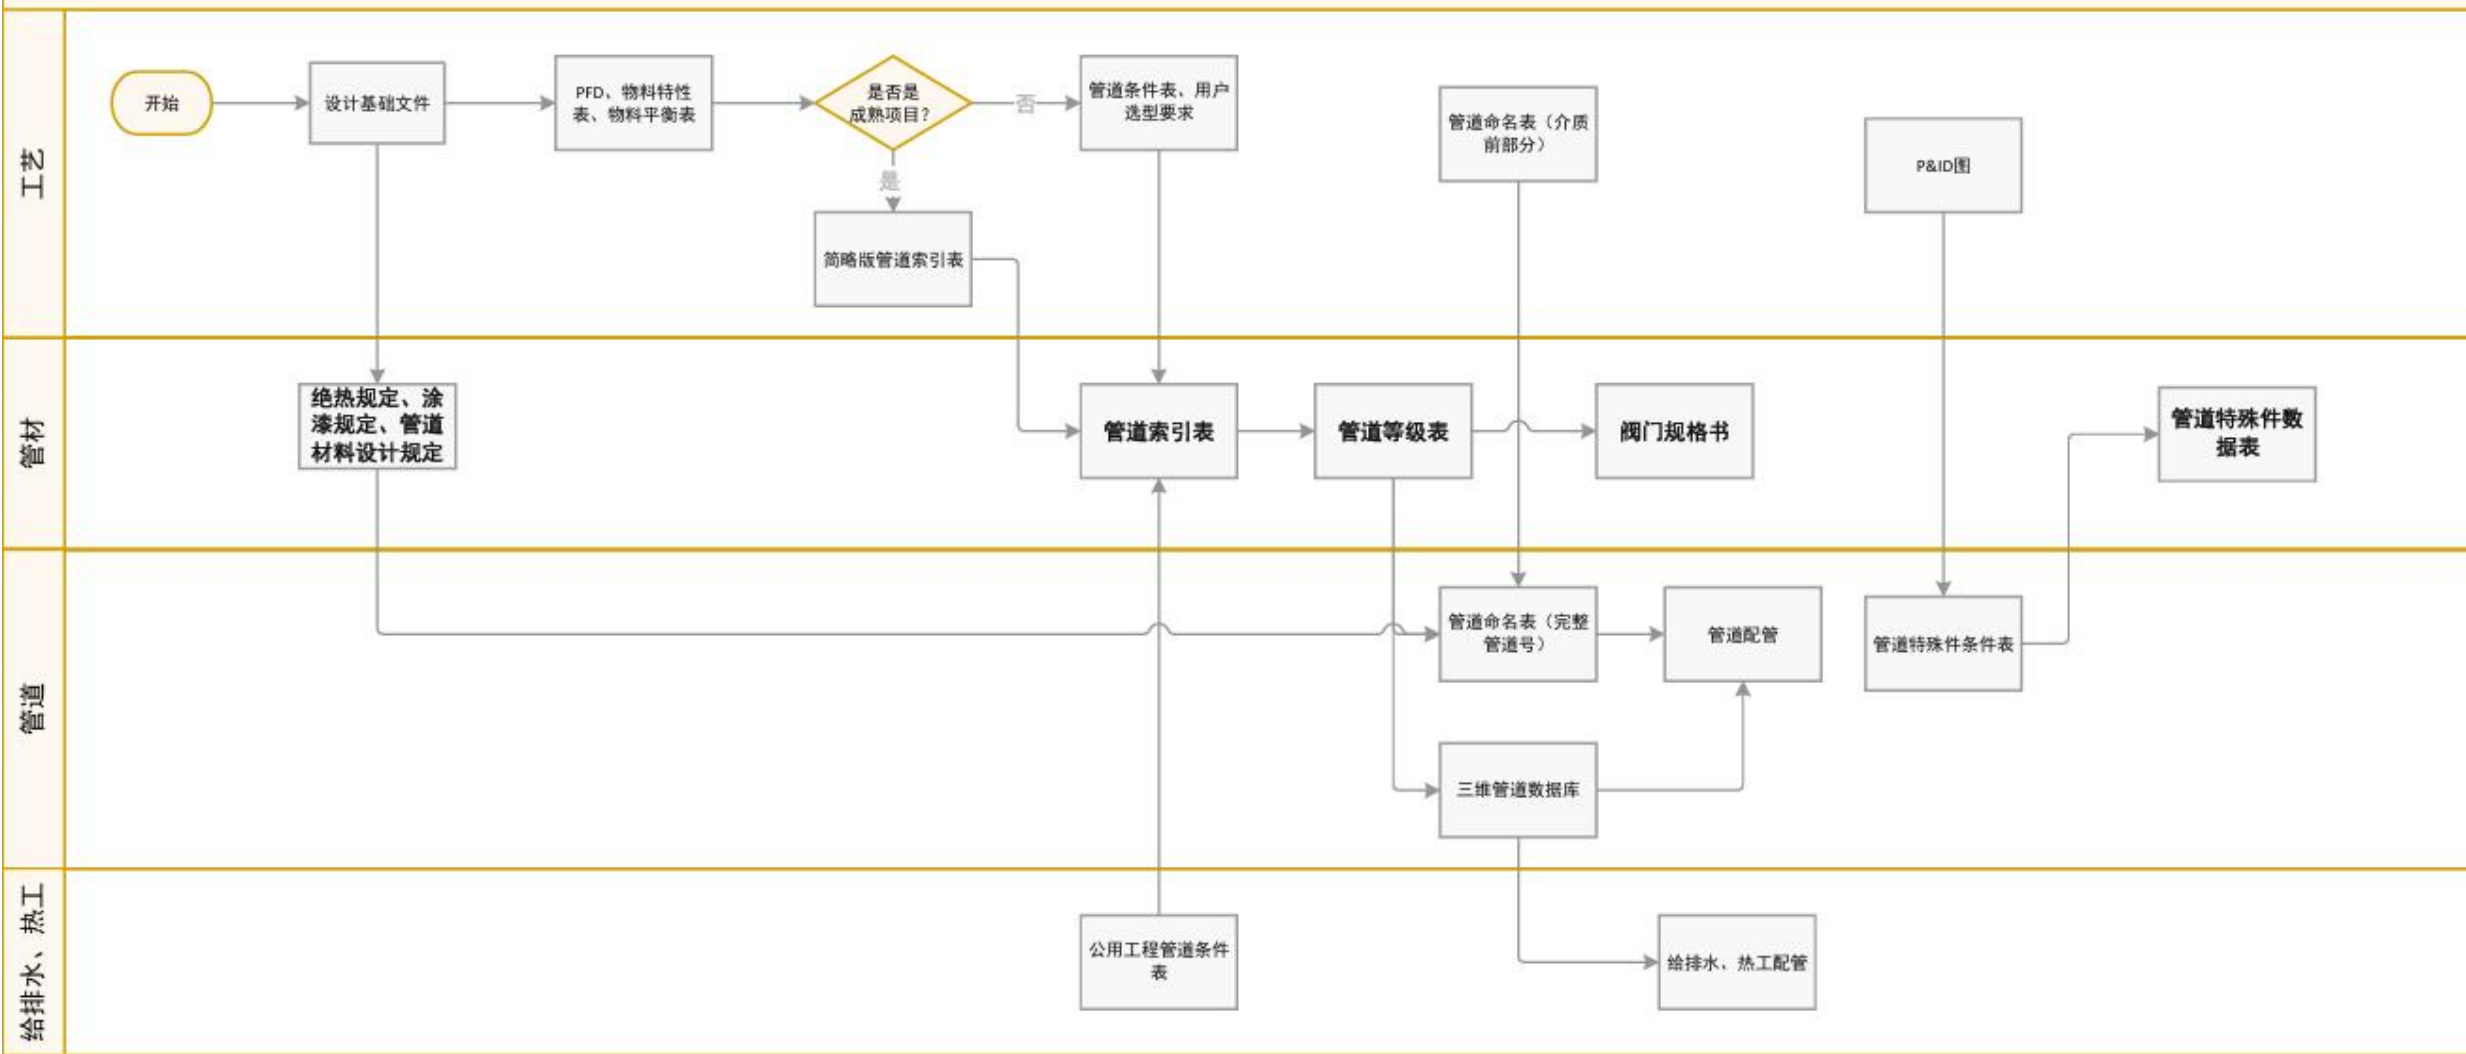 工艺
开始
设计基础文件
PFD、物料特性
表、物料平衡表
是否是
成熟项目？
否
管道条件表、用户
选型要求
是
简略版管道索引表
管道命名表（介质
前部分）
P&ID图
管材
绝热规定、涂
漆规定、管道
材料设计规定
管道索引表
管道等级表
阀门规格书
管道特殊件数
据表
管道
管道命名表（完整
管道号）
管道配管
管道特殊件条件表
三维管道数据库
给排水、热工
公用工程管道条件
表
给排水、热工配管